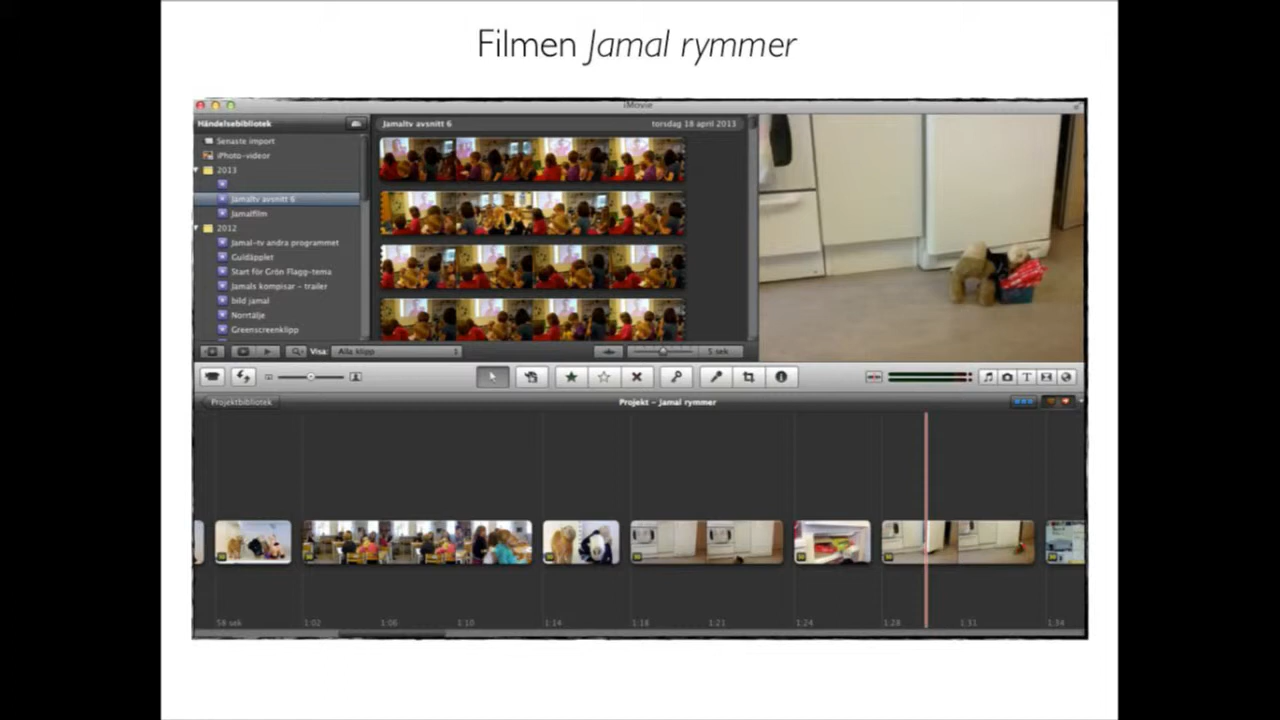 Filmen Jamal rymmer
iMovie
Händelsebibliotek
Jamaltv avsnitt 6
torsdag 18 april 2013
Senaste import
iPhoto-videor
2013
Jamaltv avsnitt 6
Jamalfilm
2012
Jamal-tv andra programmet
Guldäpplet
Start för Grön Flagg-tema
Jamals kompisar - trailer
bild jamal
Norrtälje
Greenscreenklipp
Visa: Alla klipp
5 sek
Projektbibliotek
Projekt - Jamal rymmer
58 sek 1:02 1:06 1:10 1:14 1:18 1:21 1:24 1:28 1:31 1:34